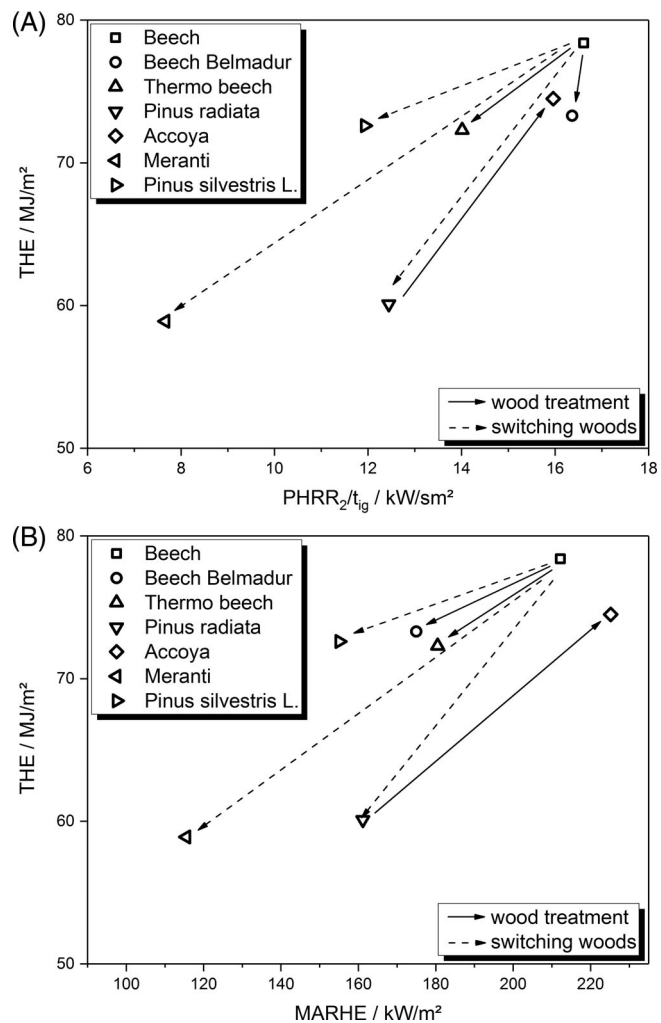 (A)
80
70
60
50
THE / MJ/m²
Beech
Beech Belmadur
Thermo beech
Pinus radiata
Accoya
Meranti
Pinus silvestris L.
wood treatment
switching woods
6 8 10 12 14 16 18
PHRR₂/tᵢg / kW/sm²
(B)
80
70
60
50
THE / MJ/m²
Beech
Beech Belmadur
Thermo beech
Pinus radiata
Accoya
Meranti
Pinus silvestris L.
wood treatment
switching woods
100 120 140 160 180 200 220
MARHE / kW/m²